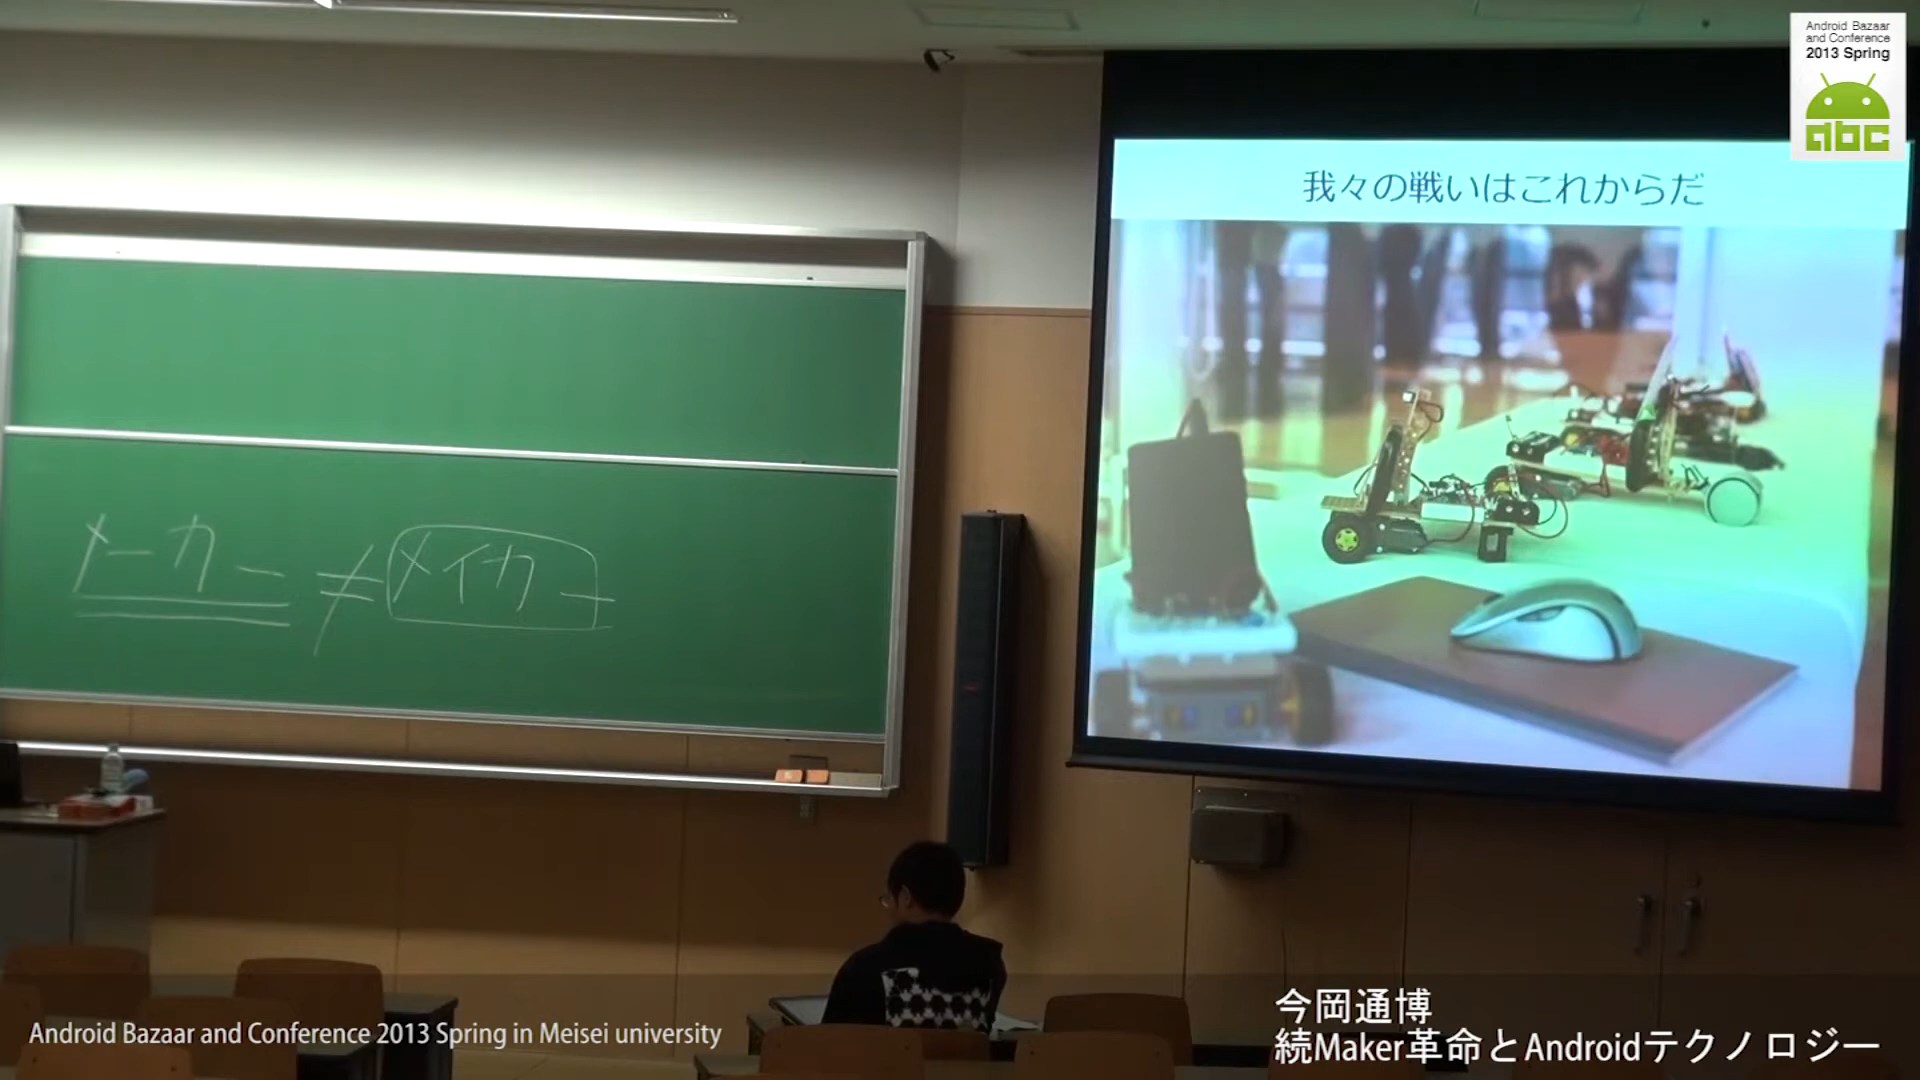 Android Bazaar
and Conference
2013 Spring
abc
我々の戦いはこれからだ
メーカー ≠ メイカー
Android Bazaar and Conference 2013 Spring in Meisei university
今岡通博
続Maker革命とAndroidテクノロジー